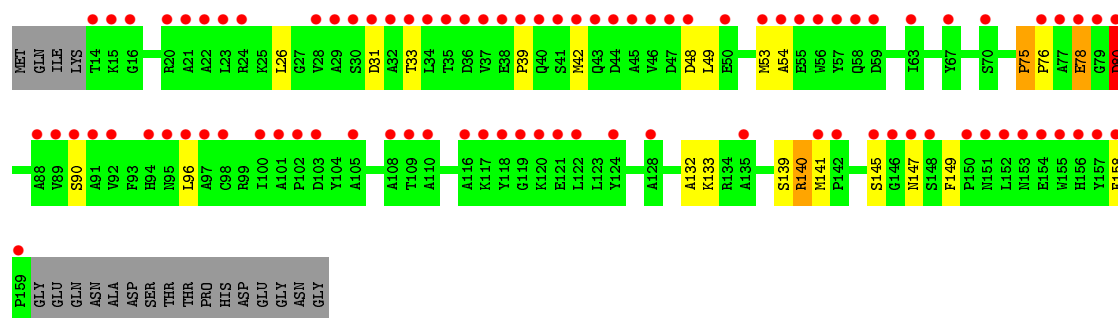 MET GLN ILE LYS T14 K15 G16 R20 A21 A22 L23 R24 K25 L26 G27 V28 A29 S30 D31 A32 T33 L34 T35 D36 V37 E38 P39 Q40 S41 M42 Q43 D44 A45 V46 D47 D48 L49 E50 M53 A54 E55 W56 Y57 Q58 D59 I63 Y67 S70 P75 P76 A77 E78 G79
A88 V89 S90 A91 V92 F93 H94 N95 L96 A97 C98 R99 I100 A101 P102 D103 Y104 A105 A108 T109 A110 A116 K117 Y118 G119 K120 E121 L122 L123 Y124 A128 A132 K133 R134 A135 S139 R140 M141 P142 S145 G146 N147 S148 F149 P150 N151 L152 N153 E154 W155 H156 Y157
P159 GLY GLU GLN ASN ALA ASP SER THR THR PRO HIS ASP GLU GLY ASN GLY